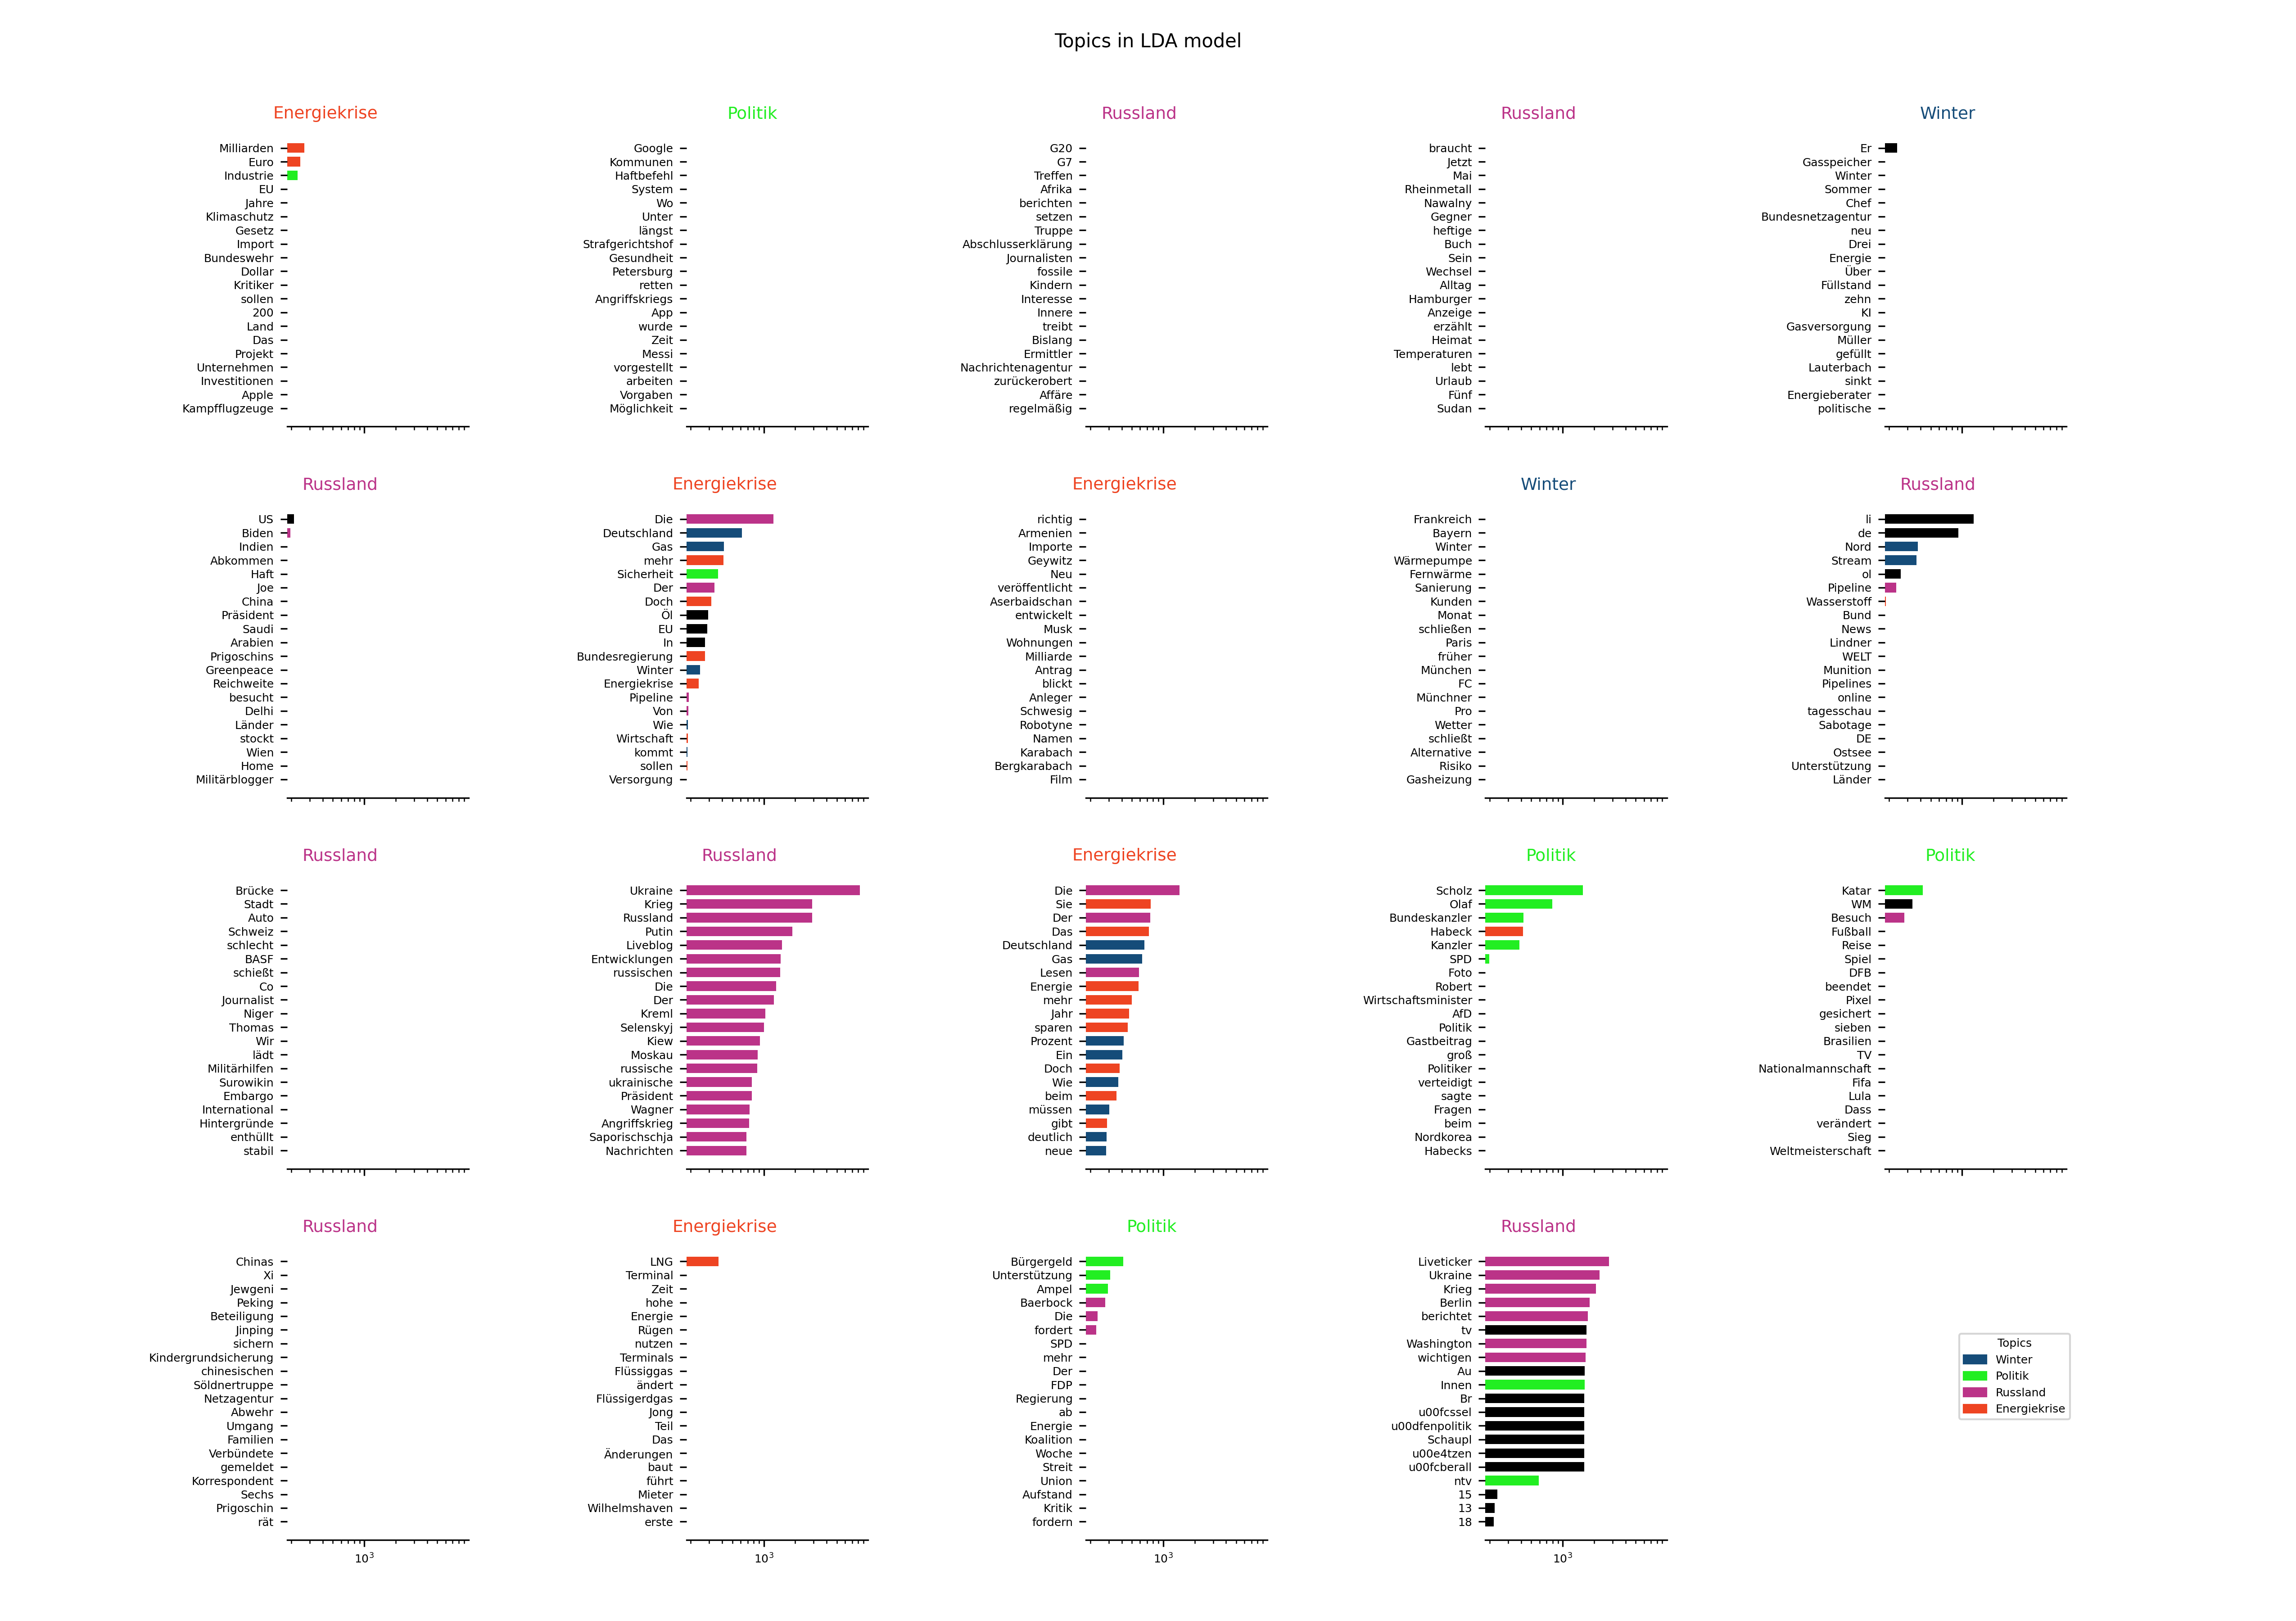 Topics in LDA model
Energiekrise
Milliarden
Euro
Industrie
EU
Jahre
Klimaschutz
Gesetz
Import
Bundeswehr
Dollar
Kritiker
sollen
200
Land
Das
Projekt
Unternehmen
Investitionen
Apple
Kampfflugzeuge
Politik
Google
Kommunen
Haftbefehl
System
Wo
Unter
längst
Strafgerichtshof
Gesundheit
Petersburg
retten
Angriffskriegs
App
wurde
Zeit
Messi
vorgestellt
arbeiten
Vorgaben
Möglichkeit
Russland
G20
G7
Treffen
Afrika
berichten
setzen
Truppe
Abschlusserklärung
Journalisten
fossile
Kindern
Interesse
Innere
treibt
Bislang
Ermittler
Nachrichtenagentur
zurückerobert
Affäre
regelmäßig
Russland
braucht
Jetzt
Mai
Rheinmetall
Nawalny
Gegner
heftige
Buch
Sein
Wechsel
Alltag
Hamburger
Anzeige
erzählt
Heimat
Temperaturen
lebt
Urlaub
Fünf
Sudan
Winter
Er
Gasspeicher
Winter
Sommer
Chef
Bundesnetzagentur
neu
Drei
Energie
Über
Füllstand
zehn
KI
Gasversorgung
Müller
gefüllt
Lauterbach
sinkt
Energieberater
politische
Russland
US
Biden
Indien
Abkommen
Haft
Joe
China
Präsident
Saudi
Arabien
Prigoschins
Greenpeace
Reichweite
besucht
Delhi
Länder
stockt
Wien
Home
Militärblogger
Energiekrise
Die
Deutschland
Gas
mehr
Sicherheit
Der
Doch
Öl
EU
In
Bundesregierung
Winter
Energiekrise
Pipeline
Von
Wie
Wirtschaft
kommt
sollen
Versorgung
Energiekrise
richtig
Armenien
Importe
Geywitz
Neu
veröffentlicht
Aserbaidschan
entwickelt
Musk
Wohnungen
Milliarde
Antrag
blickt
Anleger
Schwesig
Robotyne
Namen
Karabach
Bergkarabach
Film
Winter
Frankreich
Bayern
Winter
Wärmepumpe
Fernwärme
Sanierung
Kunden
Monat
schließen
Paris
früher
München
FC
Münchner
Pro
Wetter
schließt
Alternative
Risiko
Gasheizung
Russland
li
de
Nord
Stream
ol
Pipeline
Wasserstoff
Bund
News
Lindner
WELT
Munition
Pipelines
online
tagesschau
Sabotage
DE
Ostsee
Unterstützung
Länder
Russland
Brücke
Stadt
Auto
Schweiz
schlecht
BASF
schießt
Co
Journalist
Niger
Thomas
Wir
lädt
Militärhilfen
Surowikin
Embargo
International
Hintergründe
enthüllt
stabil
Russland
Ukraine
Krieg
Russland
Putin
Liveblog
Entwicklungen
russischen
Die
Der
Kreml
Selenskyj
Kiew
Moskau
russische
ukrainische
Präsident
Wagner
Angriffskrieg
Saporischschja
Nachrichten
Energiekrise
Die
Sie
Der
Das
Deutschland
Gas
Lesen
Energie
mehr
Jahr
sparen
Prozent
Ein
Doch
Wie
beim
müssen
gibt
deutlich
neue
Politik
Scholz
Olaf
Bundeskanzler
Habeck
Kanzler
SPD
Foto
Robert
Wirtschaftsminister
AfD
Politik
Gastbeitrag
groß
Politiker
verteidigt
sagte
Fragen
beim
Nordkorea
Habecks
Politik
Katar
WM
Besuch
Fußball
Reise
Spiel
DFB
beendet
Pixel
gesichert
sieben
Brasilien
TV
Nationalmannschaft
Fifa
Lula
Dass
verändert
Sieg
Weltmeisterschaft
Russland
Chinas
Xi
Jewgeni
Peking
Beteiligung
Jinping
sichern
Kindergrundsicherung
chinesischen
Söldnertruppe
Netzagentur
Abwehr
Umgang
Familien
Verbündete
gemeldet
Korrespondent
Sechs
Prigoschin
rät
10³
Energiekrise
LNG
Terminal
Zeit
hohe
Energie
Rügen
nutzen
Terminals
Flüssiggas
ändert
Flüssigerdgas
Jong
Teil
Das
Änderungen
baut
führt
Mieter
Wilhelmshaven
erste
10³
Politik
Bürgergeld
Unterstützung
Ampel
Baerbock
Die
fordert
SPD
mehr
Der
FDP
Regierung
ab
Energie
Koalition
Woche
Streit
Union
Aufstand
Kritik
fordern
10³
Russland
Liveticker
Ukraine
Krieg
Berlin
berichtet
tv
Washington
wichtigen
Au
Innen
Br
u00fcssel
u00dfenpolitik
Schaupl
u00e4tzen
u00fcberall
ntv
15
13
18
10³
Topics
Winter
Politik
Russland
Energiekrise